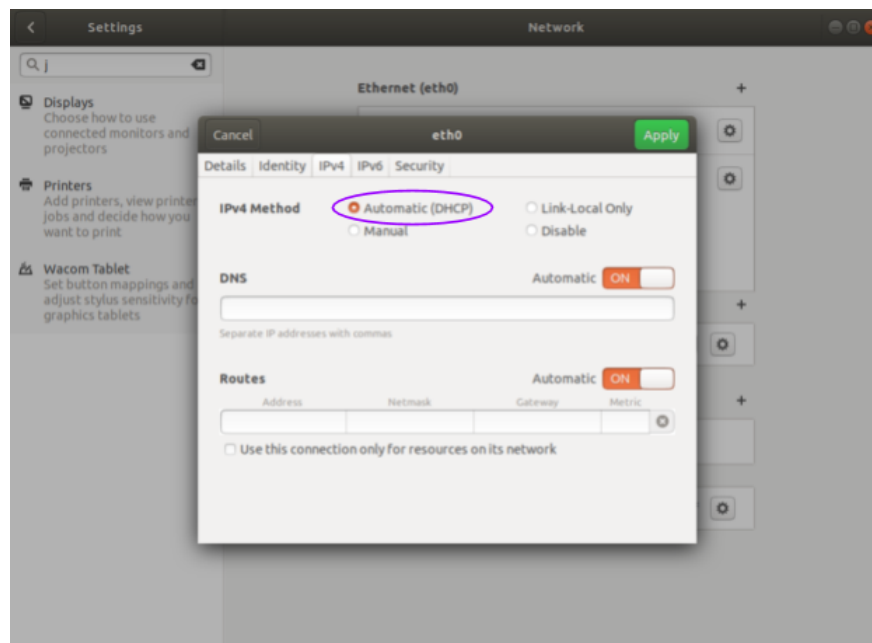 Settings
Network
j
Displays
Choose how to use
connected monitors and
projectors
Printers
Add printers, view printer
jobs and decide how you
want to print
Wacom Tablet
Set button mappings and
adjust stylus sensitivity fo
graphics tablets
Ethernet (eth0)
Cancel
eth0
Apply
Details Identity IPv4 IPv6 Security
IPv4 Method
Automatic (DHCP)
Link-Local Only
Manual
Disable
DNS
Automatic ON
Separate IP addresses with commas
Routes
Automatic ON
Address Netmask Gateway Metric
Use this connection only for resources on its network